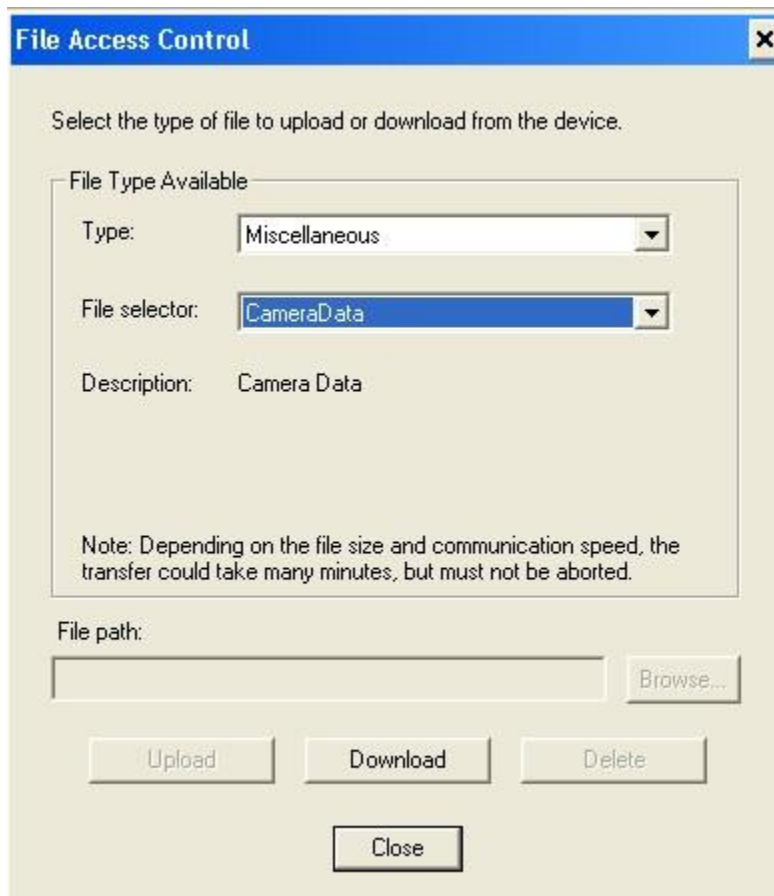 File Access Control
Select the type of file to upload or download from the device.
File Type Available
Type: Miscellaneous
File selector: CameraData
Description: Camera Data
Note: Depending on the file size and communication speed, the
transfer could take many minutes, but must not be aborted.
File path:
Browse...
Upload Download Delete
Close